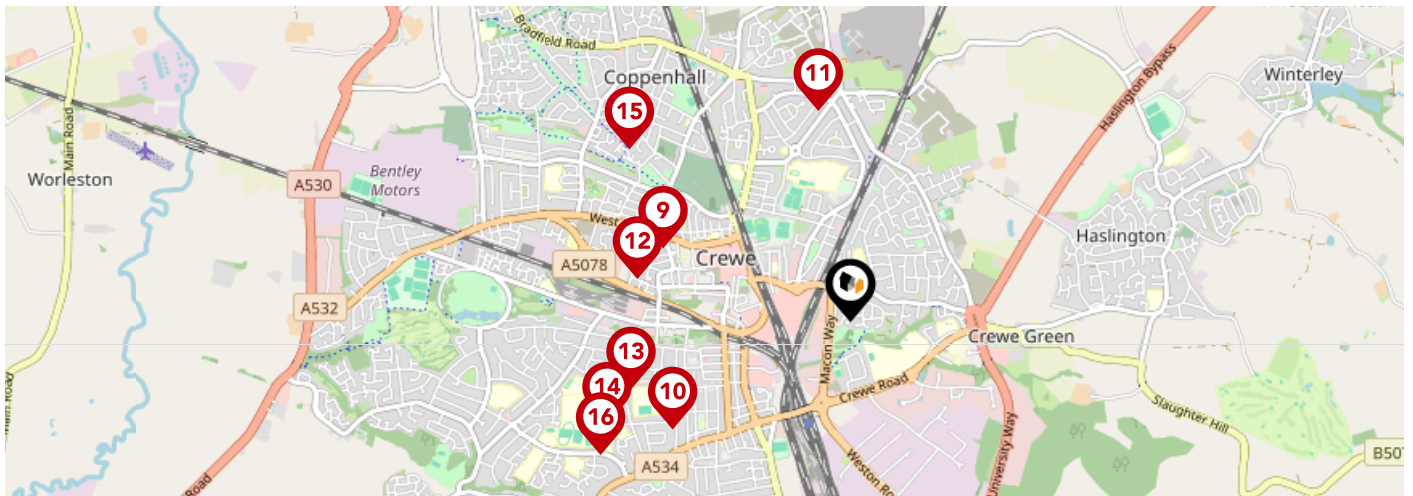 Bradfield Road
Coppenhall
11
15
Haslington Bypass
Winterley
Main Road
Worleston
A530
Bentley
Motors
9
West
12
A5078
Crewe
Haslington
A532
Macon Way
Crewe Green
13
14
10
16
Crewe Road
Slaughter Hill
A534
Weston Ro
University Way
Road
B507